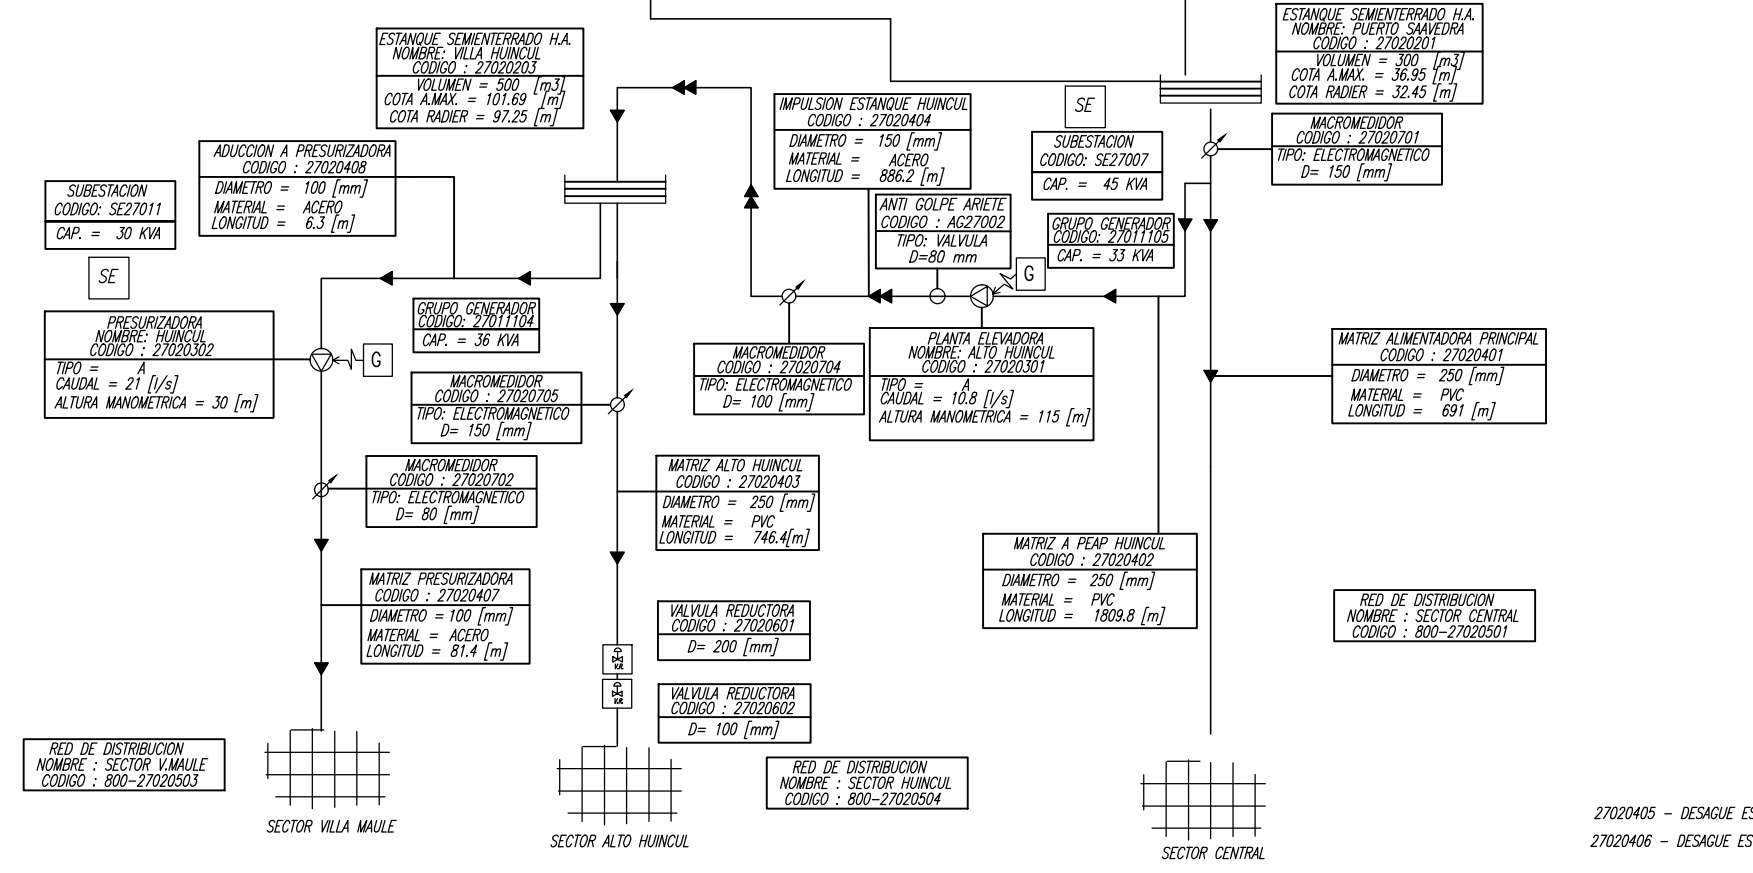 ESTANQUE SEMIENTERRADO H.A.
NOMBRE: PUERTO SAAVEDRA
CODIGO : 27020201
VOLUMEN = 300 [m3]
COTA A.MAX. = 36.95 [m]
COTA RADIER = 32.45 [m]
ESTANQUE SEMIENTERRADO H.A.
NOMBRE: VILLA HUINCUL
CODIGO : 27020203
VOLUMEN = 500 [m3]
COTA A.MAX. = 101.69 [m]
COTA RADIER = 97.25 [m]
IMPULSION ESTANQUE HUINCUL
CODIGO : 27020404
DIAMETRO = 150 [mm]
MATERIAL = ACERO
LONGITUD = 886.2 [m]
SE
SUBESTACION
CODIGO: SE27007
CAP. = 45 KVA
MACROMEDIDOR
CODIGO : 27020701
TIPO: ELECTROMAGNETICO
D= 150 [mm]
ADUCCION A PRESURIZADORA
CODIGO : 27020408
DIAMETRO = 100 [mm]
MATERIAL = ACERO
LONGITUD = 6.3 [m]
SUBESTACION
CODIGO: SE27011
CAP. = 30 KVA
SE
ANTI GOLPE ARIETE
CODIGO : AG27002
TIPO: VALVULA
D=80 mm
GRUPO GENERADOR
CODIGO: 27011105
CAP. = 33 KVA
G
GRUPO GENERADOR
CODIGO: 27011104
CAP. = 36 KVA
PRESURIZADORA
NOMBRE: HUINCUL
CODIGO : 27020302
TIPO = A
CAUDAL = 21 [l/s]
ALTURA MANOMETRICA = 30 [m]
G
MACROMEDIDOR
CODIGO : 27020704
TIPO: ELECTROMAGNETICO
D= 100 [mm]
PLANTA ELEVADORA
NOMBRE: ALTO HUINCUL
CODIGO : 27020301
TIPO = A
CAUDAL = 10.8 [l/s]
ALTURA MANOMETRICA = 115 [m]
MATRIZ ALIMENTADORA PRINCIPAL
CODIGO : 27020401
DIAMETRO = 250 [mm]
MATERIAL = PVC
LONGITUD = 691 [m]
MACROMEDIDOR
CODIGO : 27020705
TIPO: ELECTROMAGNETICO
D= 150 [mm]
MACROMEDIDOR
CODIGO : 27020702
TIPO: ELECTROMAGNETICO
D= 80 [mm]
MATRIZ ALTO HUINCUL
CODIGO : 27020403
DIAMETRO = 250 [mm]
MATERIAL = PVC
LONGITUD = 746.4[m]
MATRIZ A PEAP HUINCUL
CODIGO : 27020402
DIAMETRO = 250 [mm]
MATERIAL = PVC
LONGITUD = 1809.8 [m]
MATRIZ PRESURIZADORA
CODIGO : 27020407
DIAMETRO = 100 [mm]
MATERIAL = ACERO
LONGITUD = 81.4 [m]
VALVULA REDUCTORA
CODIGO : 27020601
D= 200 [mm]
V.R.
V.R.
VALVULA REDUCTORA
CODIGO : 27020602
D= 100 [mm]
RED DE DISTRIBUCION
NOMBRE : SECTOR CENTRAL
CODIGO : 800-27020501
RED DE DISTRIBUCION
NOMBRE : SECTOR V.MAULE
CODIGO : 800-27020503
RED DE DISTRIBUCION
NOMBRE : SECTOR HUINCUL
CODIGO : 800-27020504
SECTOR VILLA MAULE
SECTOR ALTO HUINCUL
SECTOR CENTRAL
27020405 - DESAGUE ES
27020406 - DESAGUE ES